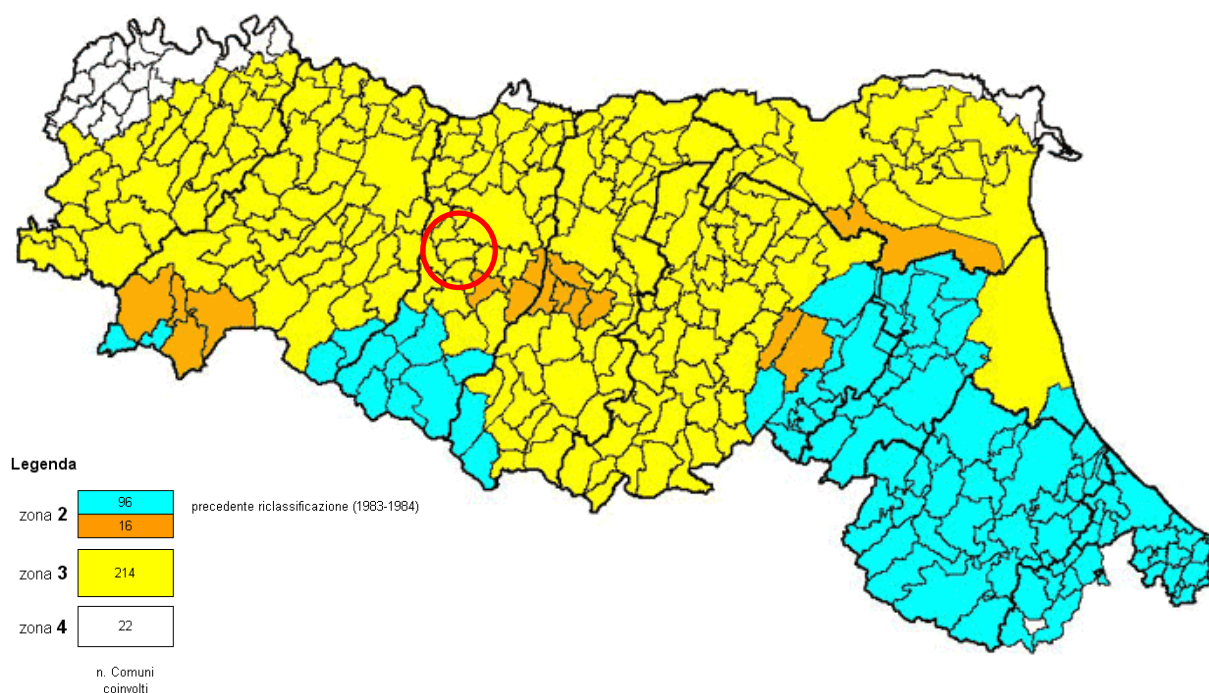 Legenda
zona 2
96
precedente riclassificazione (1983-1984)
16
zona 3
214
zona 4
22
n. Comuni
coinvolti